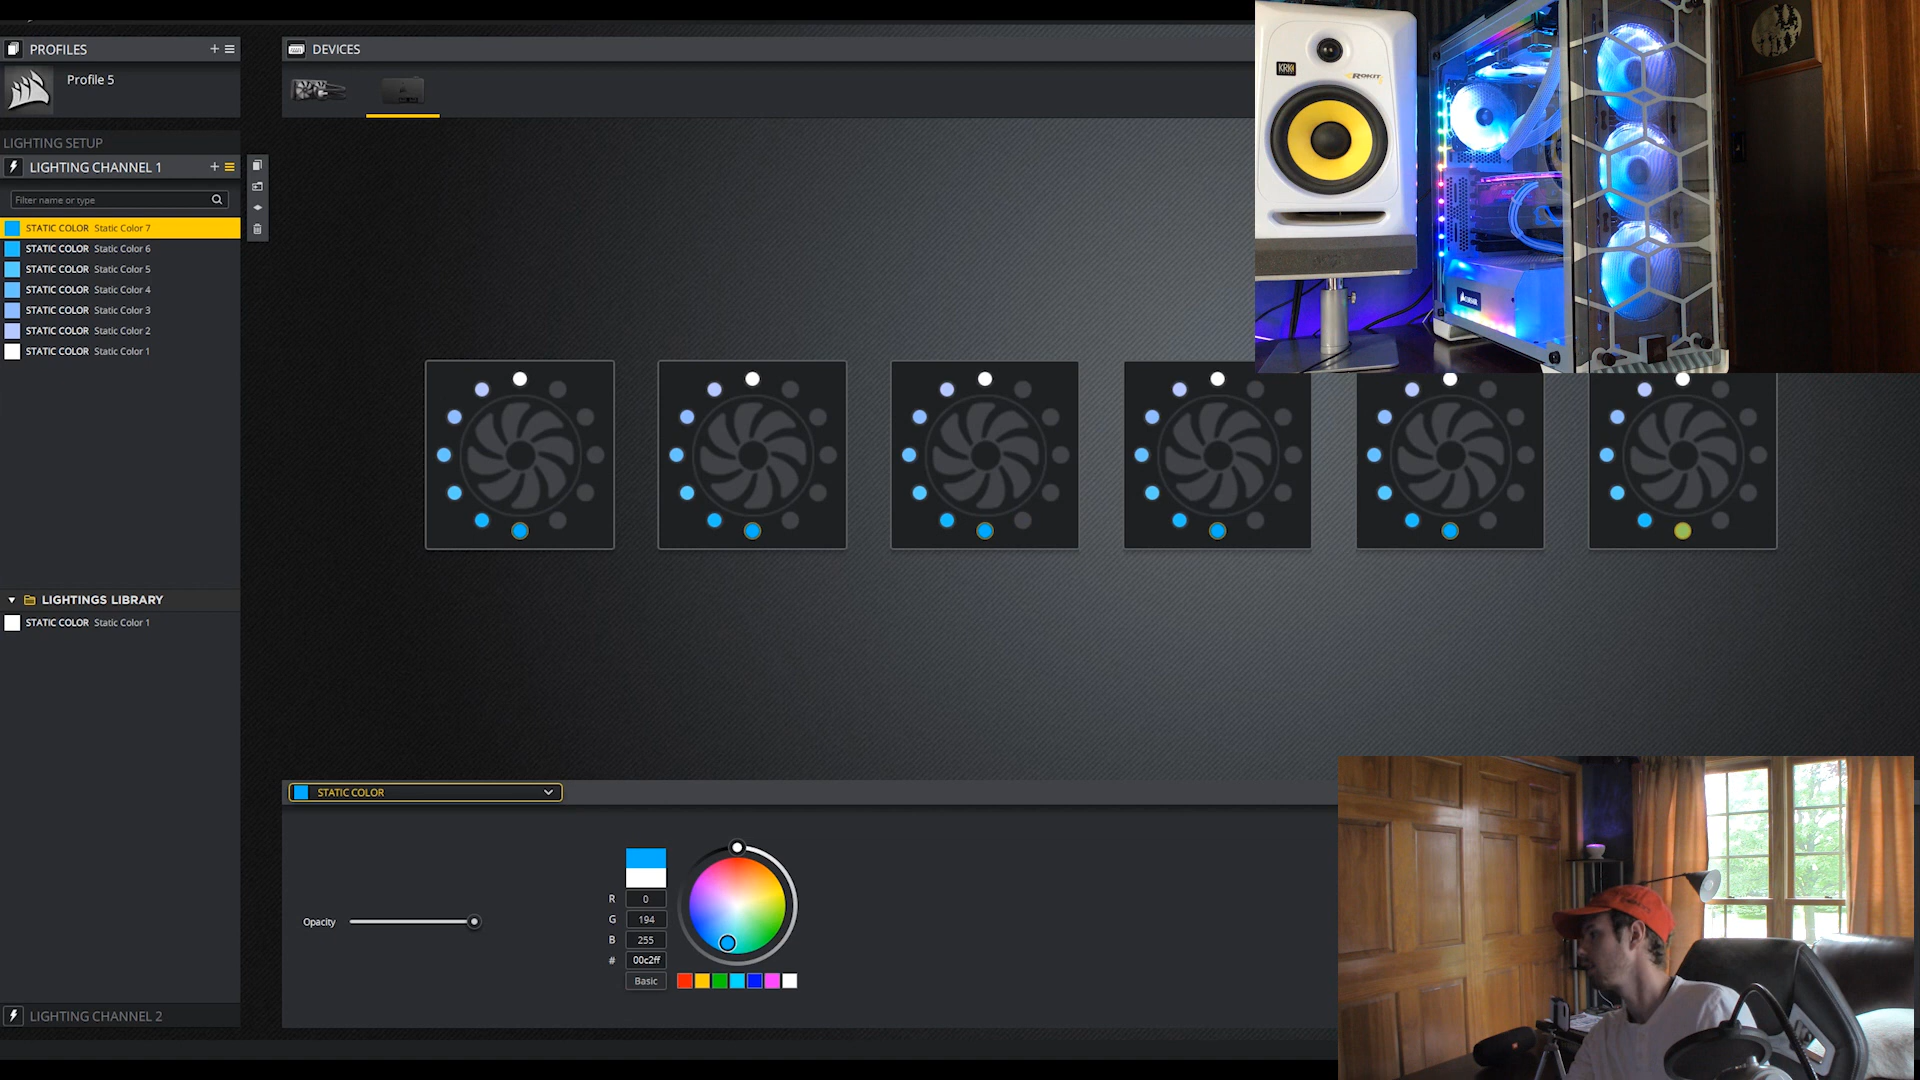 PROFILES
DEVICES
Profile 5
LIGHTING SETUP
LIGHTING CHANNEL 1
Filter name or type
STATIC COLOR Static Color 7
STATIC COLOR Static Color 6
STATIC COLOR Static Color 5
STATIC COLOR Static Color 4
STATIC COLOR Static Color 3
STATIC COLOR Static Color 2
STATIC COLOR Static Color 1
LIGHTINGS LIBRARY
STATIC COLOR Static Color 1
LIGHTING CHANNEL 2
STATIC COLOR
Opacity
R 0
G 194
B 255
# 00c2ff
Basic
KRK
ROKIT
CORSAIR